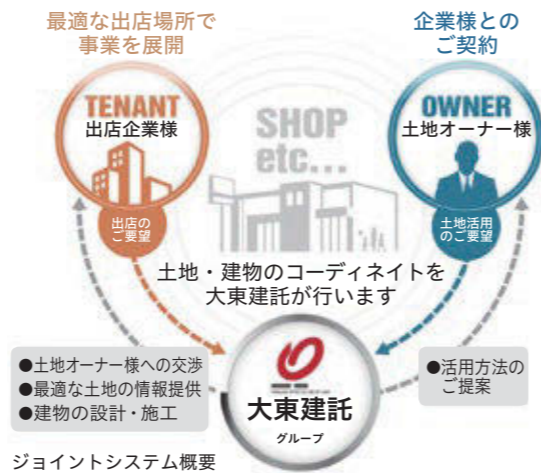 最適な出店場所で
事業を展開
企業様との
ご契約
TENANT
出店企業様
SHOP
etc...
OWNER
土地オーナー様
出店の
ご要望
土地活用
のご要望
土地・建物のコーディネイトを
大東建託が行います
●土地オーナー様への交渉
●最適な土地の情報提供
●建物の設計・施工
●活用方法の
ご提案
大東建託
グループ
ジョイントシステム概要